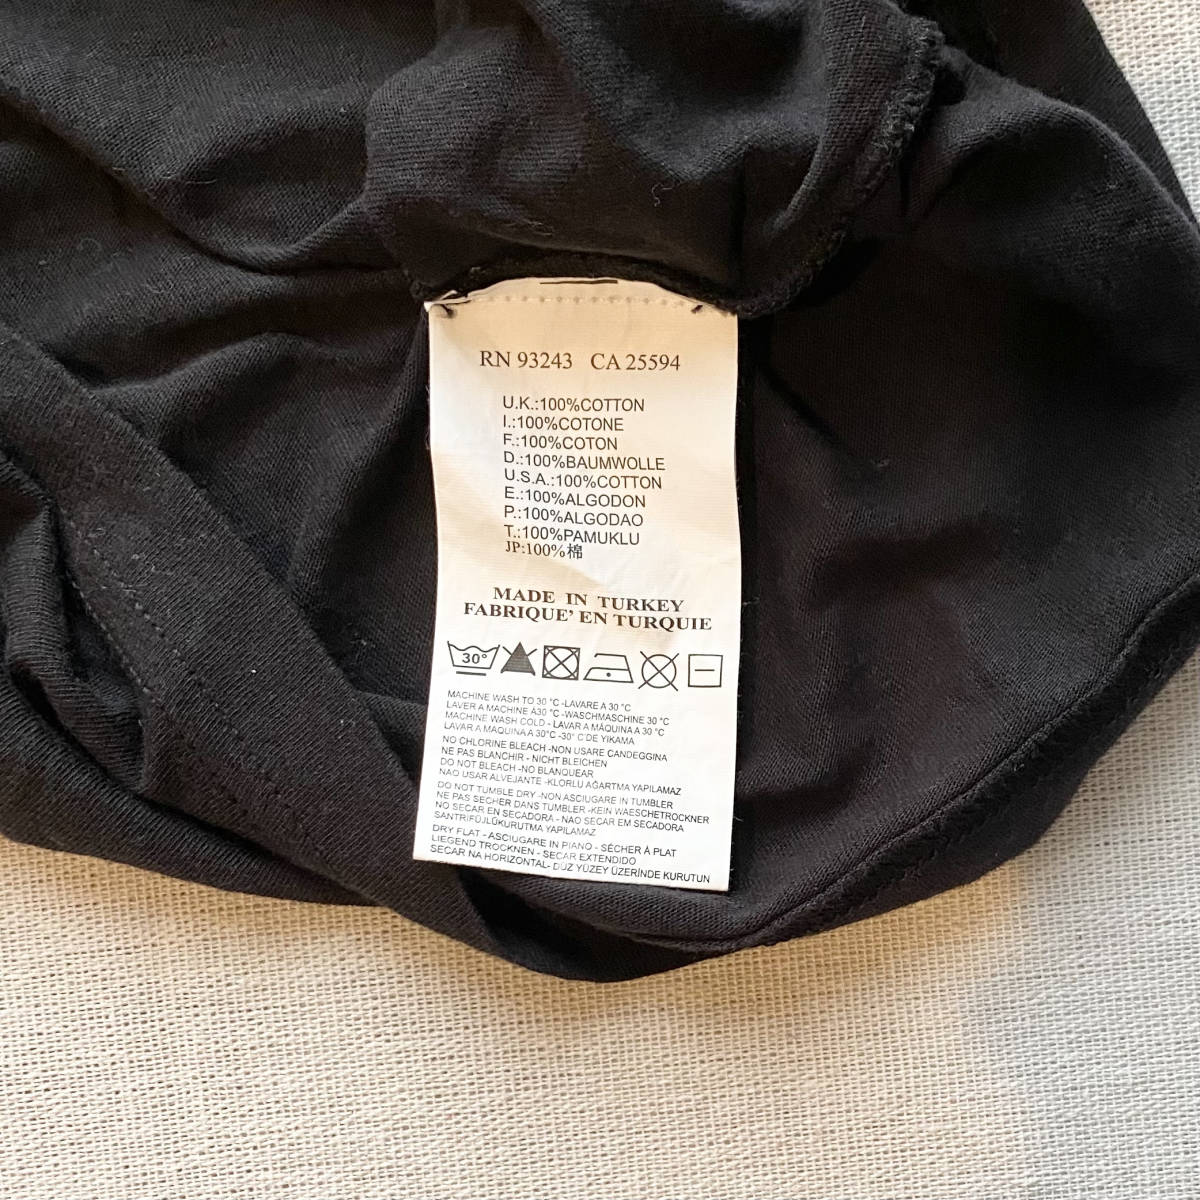 RN 93243 CA 25594
U.K.:100%COTTON
I.:100%COTONE
F.:100%COTON
D.:100%BAUMWOLLE
U.S.A.:100%COTTON
E.:100%ALGODON
P.:100%ALGODAO
T.:100%PAMUKLU
JP:100%棉
MADE IN TURKEY
FABRIQUE' EN TURQUIE
30°
MACHINE WASH TO 30 °C -LAVARE A 30 °C
LAVER A MACHINE A30 °C -WASCHMASCHINE 30 °C
MACHINE WASH COLD - LAVAR A MÁQUINA A 30 °C
LAVAR A MAQUINA A 30°C -30° C'DE YIKAMA
NO CHLORINE BLEACH -NON USARE CANDEGGINA
NE PAS BLANCHIR - NICHT BLEICHEN
DO NOT BLEACH -NO BLANQUEAR
NAO USAR ALVEJANTE -KLORLU AĞARTMA YAPILAMAZ
DO NOT TUMBLE DRY -NON ASCIUGARE IN TUMBLER
NE PAS SECHER DANS TUMBLER -KEIN WAESCHETROCKNER
NO SECAR EN SECADORA - NAO SECAR EM SECADORA
SANTRİFÜJLÜKURUTMA YAPILAMAZ
DRY FLAT - ASCIUGARE IN PIANO - SÉCHER À PLAT
LIEGEND TROCKNEN - SECAR EXTENDIDO
SECAR NA HORIZONTAL- DÜZ YÜZEY ÜZERİNDE KURUTUN